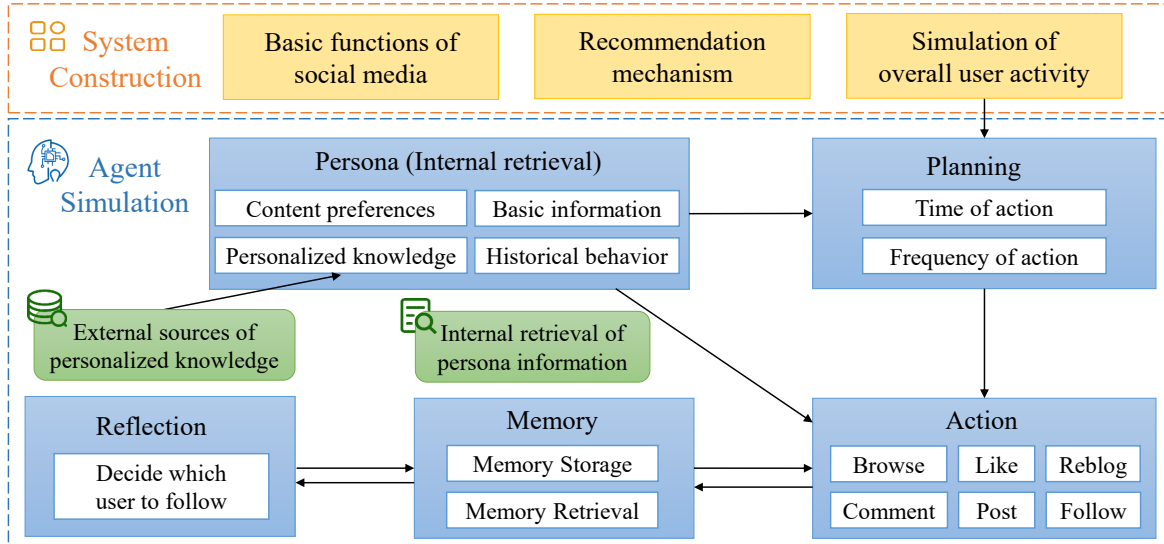 System
Construction
Basic functions of
social media
Recommendation
mechanism
Simulation of
overall user activity
Agent
Simulation
Persona (Internal retrieval)
Content preferences
Basic information
Personalized knowledge
Historical behavior
Planning
Time of action
Frequency of action
External sources of
personalized knowledge
Internal retrieval of
persona information
Reflection
Decide which
user to follow
Memory
Memory Storage
Memory Retrieval
Action
Browse
Like
Reblog
Comment
Post
Follow